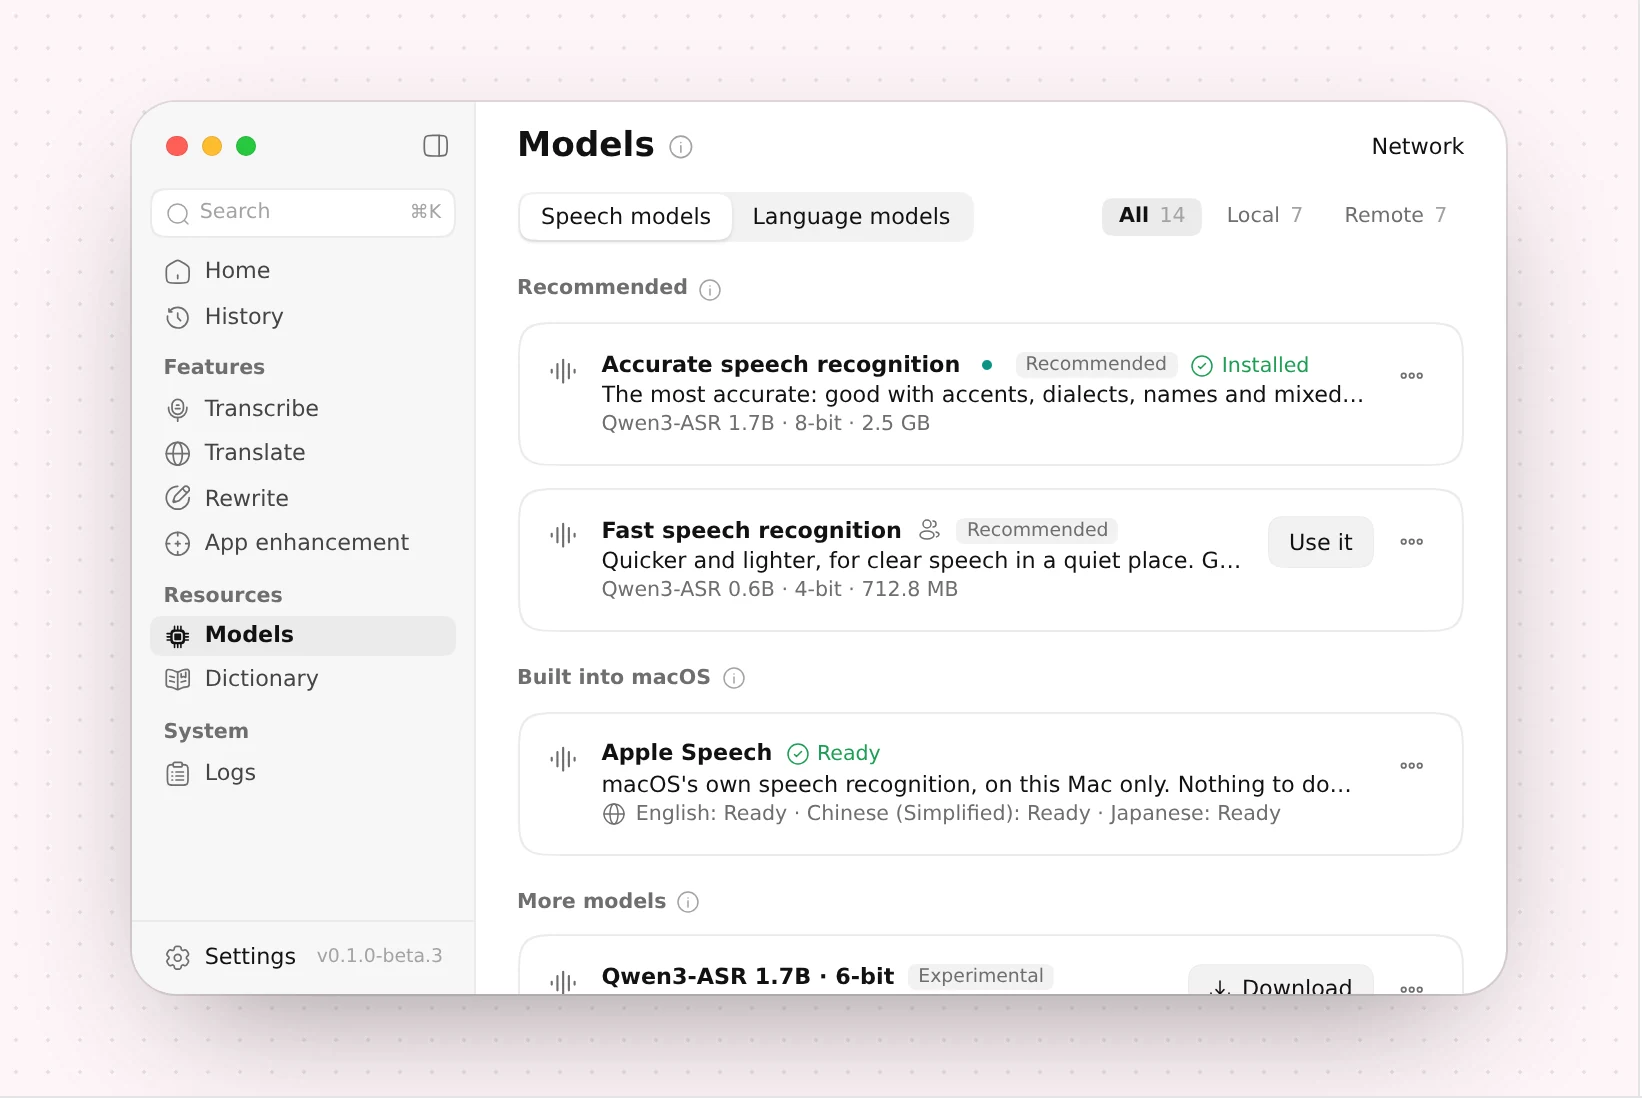 Search ⌘K
Home
History
Features
Transcribe
Translate
Rewrite
App enhancement
Resources
Models
Dictionary
System
Logs
Settings v0.1.0-beta.3
Models
Network
Speech models Language models
All 14 Local 7 Remote 7
Recommended
Accurate speech recognition Recommended Installed
The most accurate: good with accents, dialects, names and mixed…
Qwen3-ASR 1.7B · 8-bit · 2.5 GB
Fast speech recognition Recommended
Quicker and lighter, for clear speech in a quiet place. G…
Qwen3-ASR 0.6B · 4-bit · 712.8 MB
Use it
Built into macOS
Apple Speech Ready
macOS's own speech recognition, on this Mac only. Nothing to do…
English: Ready · Chinese (Simplified): Ready · Japanese: Ready
More models
Qwen3-ASR 1.7B · 6-bit Experimental
Download